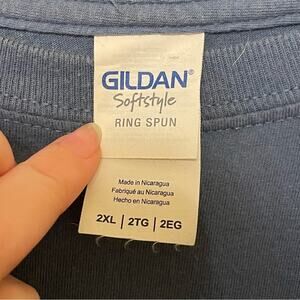 GILDAN®
Softstyle
RING SPUN
Made in Nicaragua
Fabriqué au Nicaragua
Hecho en Nicaragua
2XL | 2TG | 2EG